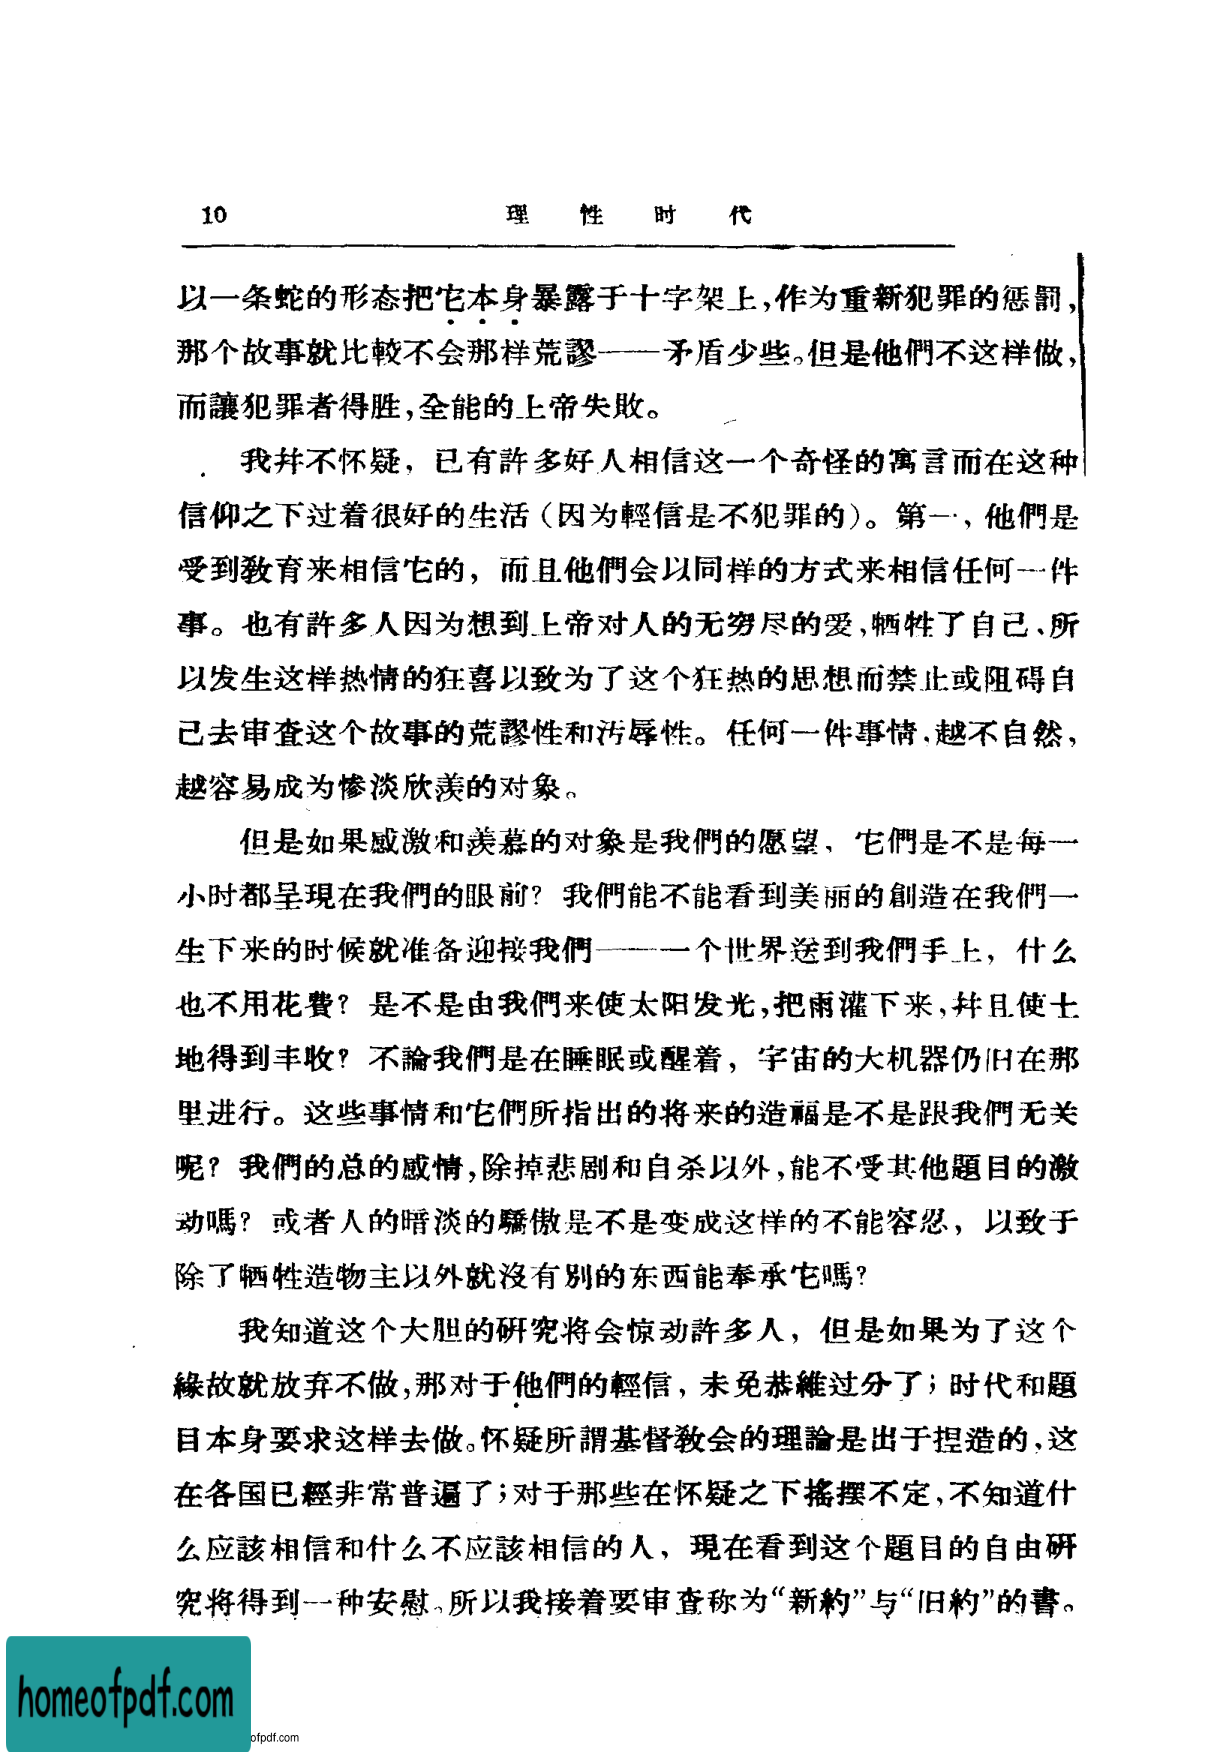 10 理性时代
以一条蛇的形态把它本身暴露于十字架上,作为重新犯罪的惩罰,
那个故事就比較不会那样荒謬——矛盾少些。但是他們不这样做,
而讓犯罪者得胜,全能的上帝失敗。
我幷不怀疑,已有許多好人相信这一个奇怪的寓言而在这种
信仰之下过着很好的生活(因为輕信是不犯罪的)。第一,他們是
受到敎育来相信它的,而且他們会以同样的方式来相信任何一件
事。也有許多人因为想到上帝对人的无穷尽的爱,牺牲了自己、所
以发生这样热情的狂喜以致为了这个狂热的思想而禁止或阻碍自
己去审查这个故事的荒謬性和汚辱性。任何一件事情,越不自然,
越容易成为惨淡欣羡的对象。
但是如果感激和羡慕的对象是我們的愿望、它們是不是每一
小时都呈現在我們的眼前?我們能不能看到美丽的創造在我們一
生下来的时候就准备迎接我們——一个世界送到我們手上,什么
也不用花費?是不是由我們来使太阳发光,把雨灌下来,幷且使土
地得到丰收?不論我們是在睡眠或醒着,宇宙的大机器仍旧在那
里进行。这些事情和它們所指出的将来的造福是不是跟我們无关
呢?我們的总的感情,除掉悲剧和自杀以外,能不受其他題目的激
动嗎?或者人的暗淡的驕傲是不是变成这样的不能容忍,以致于
除了牺牲造物主以外就沒有別的东西能奉承它嗎?
我知道这个大胆的研究将会惊动許多人,但是如果为了这个
緣故就放弃不做,那对于他們的輕信,未免恭維过分了;时代和題
目本身要求这样去做。怀疑所謂基督敎会的理論是出于捏造的,这
在各国已經非常普遍了;对于那些在怀疑之下搖摆不定,不知道什
么应該相信和什么不应該相信的人,現在看到这个題目的自由研
究将得到一种安慰。所以我接着要审查称为“新約”与“旧約”的書。
homeofpdf.com
ofpdf.com